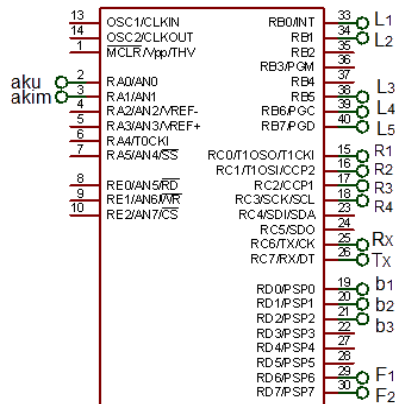 13 OSC1/CLKIN RB0/INT 33 L1
14 OSC2/CLKOUT RB1 34 L2
1 MCLR/Vpp/THV RB2 35
RB3/PGM 36
aku 2 RA0/AN0 RB4 37
akim 3 RA1/AN1 RB5 38 L3
4 RA2/AN2/VREF- RB6/PGC 39 L4
5 RA3/AN3/VREF+ RB7/PGD 40 L5
6 RA4/T0CKI
7 RA5/AN4/SS RC0/T1OSO/T1CKI 15 R1
RC1/T1OSI/CCP2 16 R2
8 RE0/AN5/RD RC2/CCP1 17 R3
9 RE1/AN6/WR RC3/SCK/SCL 18 R4
10 RE2/AN7/CS RC4/SDI/SDA 23
RC5/SDO 24
RC6/TX/CK 25 Rx
RC7/RX/DT 26 Tx
RD0/PSP0 19 b1
RD1/PSP1 20 b2
RD2/PSP2 21 b3
RD3/PSP3 22
RD4/PSP4 27
RD5/PSP5 28
RD6/PSP6 29 F1
RD7/PSP7 30 F2